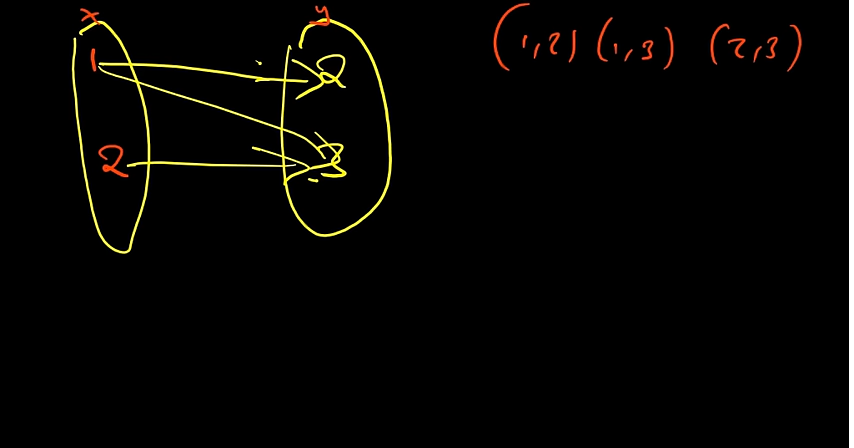 x y
(1,2) (1,3) (2,3)
1 2
2 3